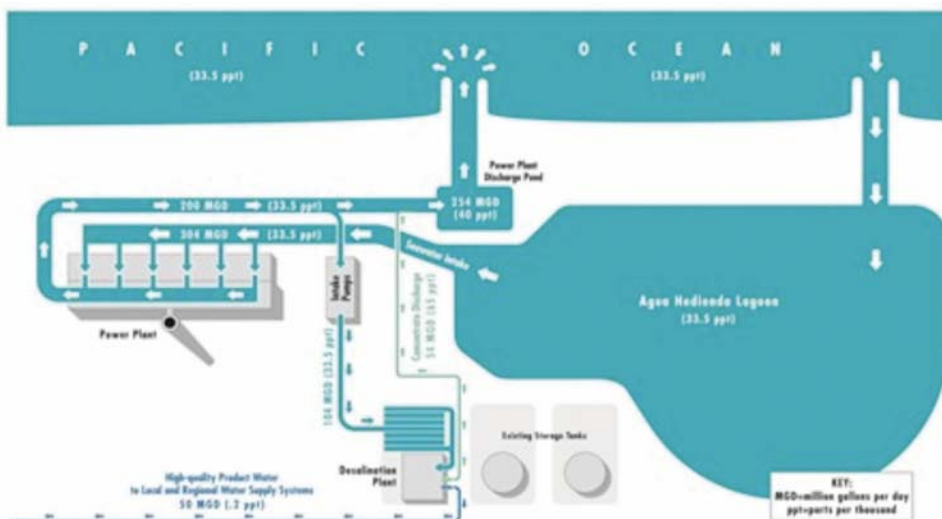 PACIFIC OCEAN
(33.5 ppt) (33.5 ppt)
Power Plant
Discharge Pond
254 MGD
(40 ppt)
200 MGD (33.5 ppt)
304 MGD (33.5 ppt)
Seawater Intake
Intake
Pumps
Concentrate Discharge
54 MGD (65 ppt)
Agua Hedionda Lagoon
(33.5 ppt)
Power Plant
104 MGD (33.5 ppt)
Existing Storage Tanks
Desalination
Plant
High-quality Product Water
to Local and Regional Water Supply Systems
50 MGD (.2 ppt)
KEY:
MGD=million gallons per day
ppt=parts per thousand